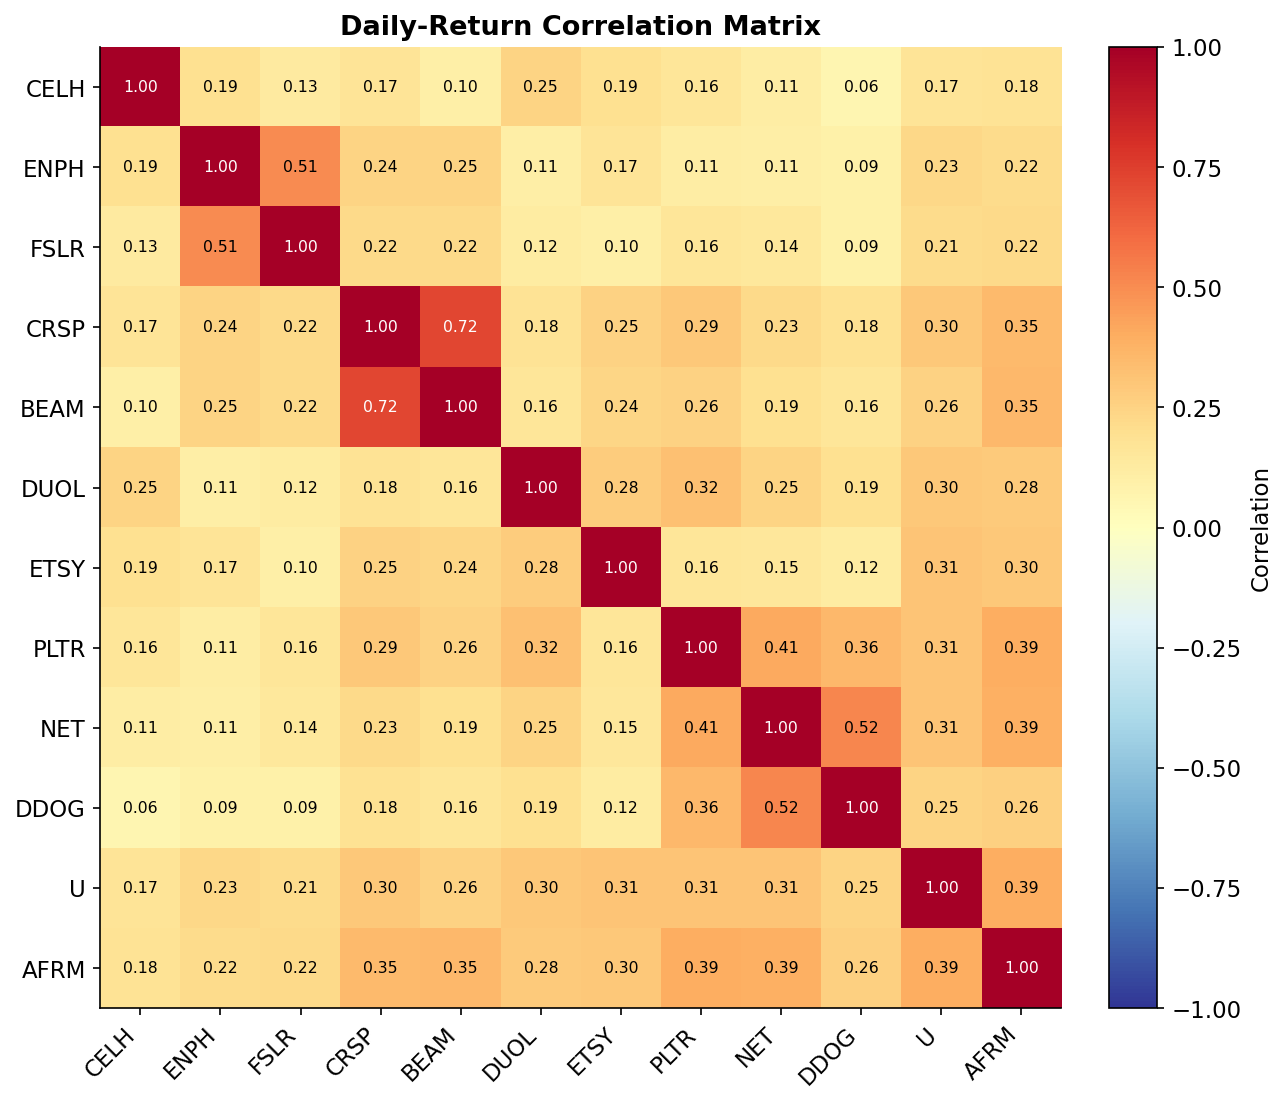 Daily-Return Correlation Matrix
CELH 1.00 0.19 0.13 0.17 0.10 0.25 0.19 0.16 0.11 0.06 0.17 0.18
ENPH 0.19 1.00 0.51 0.24 0.25 0.11 0.17 0.11 0.11 0.09 0.23 0.22
FSLR 0.13 0.51 1.00 0.22 0.22 0.12 0.10 0.16 0.14 0.09 0.21 0.22
CRSP 0.17 0.24 0.22 1.00 0.72 0.18 0.25 0.29 0.23 0.18 0.30 0.35
BEAM 0.10 0.25 0.22 0.72 1.00 0.16 0.24 0.26 0.19 0.16 0.26 0.35
DUOL 0.25 0.11 0.12 0.18 0.16 1.00 0.28 0.32 0.25 0.19 0.30 0.28
ETSY 0.19 0.17 0.10 0.25 0.24 0.28 1.00 0.16 0.15 0.12 0.31 0.30
PLTR 0.16 0.11 0.16 0.29 0.26 0.32 0.16 1.00 0.41 0.36 0.31 0.39
NET 0.11 0.11 0.14 0.23 0.19 0.25 0.15 0.41 1.00 0.52 0.31 0.39
DDOG 0.06 0.09 0.09 0.18 0.16 0.19 0.12 0.36 0.52 1.00 0.25 0.26
U 0.17 0.23 0.21 0.30 0.26 0.30 0.31 0.31 0.31 0.25 1.00 0.39
AFRM 0.18 0.22 0.22 0.35 0.35 0.28 0.30 0.39 0.39 0.26 0.39 1.00
CELH ENPH FSLR CRSP BEAM DUOL ETSY PLTR NET DDOG U AFRM
1.00
0.75
0.50
0.25
0.00
−0.25
−0.50
−0.75
−1.00
Correlation